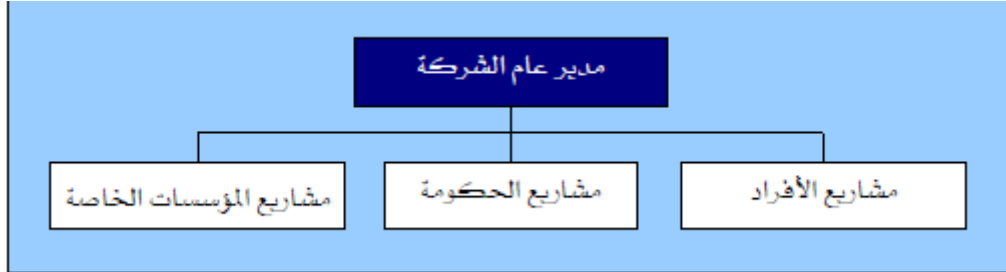 مدير عام الشركة
مشاريع الأفراد
مشاريع الحكومة
مشاريع المؤسسات الخاصة